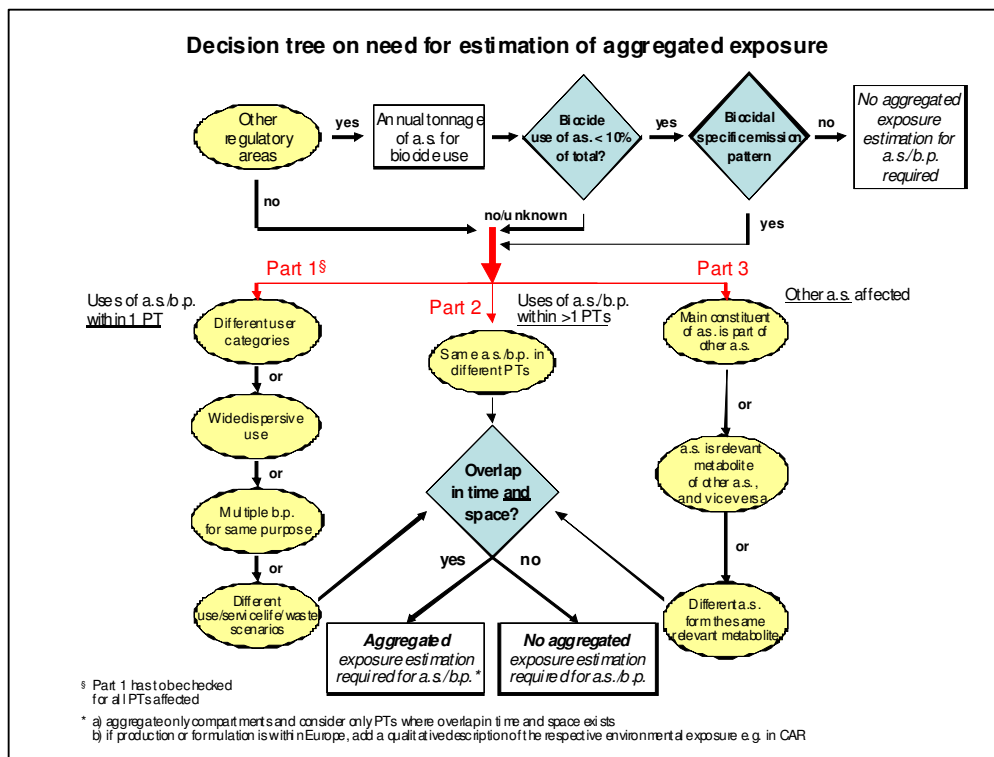 Decision tree on need for estimation of aggregated exposure
Other
regulatory
areas
yes
Annual tonnage
of a.s. for
biocide use
Biocide
use of a.s. < 10%
of total?
yes
Biocidal
specific emission
pattern
no
No aggregated
exposure
estimation for
a.s./b.p.
required
no
no/unknown
yes
Part 1§
Part 2
Part 3
Uses of a.s./b.p.
within 1 PT
Uses of a.s./b.p.
within >1 PTs
Other a.s. affected
Different user
categories
or
Wide dispersive
use
or
Multiple b.p.
for same purpose
or
Different
use/service life/waste
scenarios
Same a.s./b.p. in
different PTs
Overlap
in time and
space?
yes
no
Main constituent
of a.s. is part of
other a.s.
or
a.s. is relevant
metabolite
of other a.s.,
and vice versa
or
Different a.s.
form the same
relevant metabolite
Aggregated
exposure estimation
required for a.s./b.p.*
No aggregated
exposure estimation
required for a.s./b.p.
§ Part 1 has to be checked
for all PTs affected
* a) aggregate only compartments and consider only PTs where overlap in time and space exists
b) if production or formulation is within Europe, add a qualitative description of the respective environmental exposure e.g. in CAR